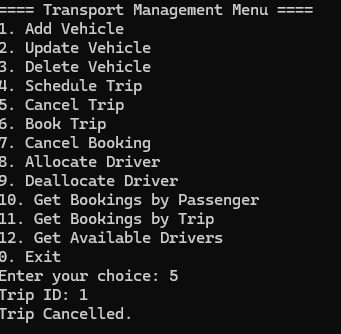 ==== Transport Management Menu ====
1. Add Vehicle
2. Update Vehicle
3. Delete Vehicle
4. Schedule Trip
5. Cancel Trip
6. Book Trip
7. Cancel Booking
8. Allocate Driver
9. Deallocate Driver
10. Get Bookings by Passenger
11. Get Bookings by Trip
12. Get Available Drivers
0. Exit
Enter your choice: 5
Trip ID: 1
Trip Cancelled.